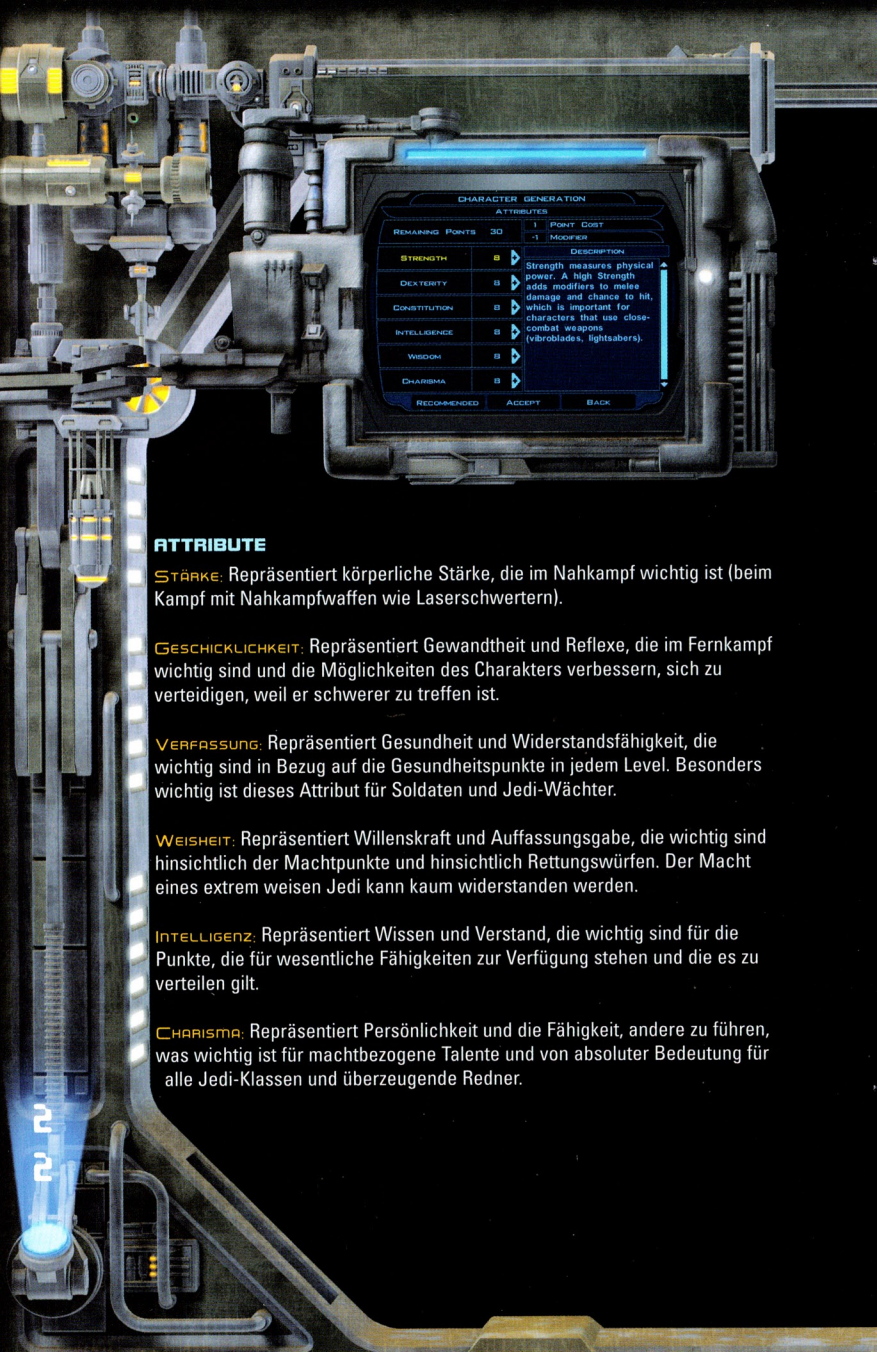 CHARACTER GENERATION
ATTRIBUTES
REMAINING POINTS 30
1 POINT COST
-1 MODIFIER
STRENGTH 8
DEXTERITY 8
CONSTITUTION 8
INTELLIGENCE 8
WISDOM 8
CHARISMA 8
DESCRIPTION
Strength measures physical
power. A high Strength
adds modifiers to melee
damage and chance to hit,
which is important for
characters that use close-
combat weapons
(vibroblades, lightsabers).
RECOMMENDED ACCEPT BACK
ATTRIBUTE
STÄRKE: Repräsentiert körperliche Stärke, die im Nahkampf wichtig ist (beim
Kampf mit Nahkampfwaffen wie Laserschwertern).
GESCHICKLICHKEIT: Repräsentiert Gewandtheit und Reflexe, die im Fernkampf
wichtig sind und die Möglichkeiten des Charakters verbessern, sich zu
verteidigen, weil er schwerer zu treffen ist.
VERFASSUNG: Repräsentiert Gesundheit und Widerstandsfähigkeit, die
wichtig sind in Bezug auf die Gesundheitspunkte in jedem Level. Besonders
wichtig ist dieses Attribut für Soldaten und Jedi-Wächter.
WEISHEIT: Repräsentiert Willenskraft und Auffassungsgabe, die wichtig sind
hinsichtlich der Machtpunkte und hinsichtlich Rettungswürfen. Der Macht
eines extrem weisen Jedi kann kaum widerstanden werden.
INTELLIGENZ: Repräsentiert Wissen und Verstand, die wichtig sind für die
Punkte, die für wesentliche Fähigkeiten zur Verfügung stehen und die es zu
verteilen gilt.
CHARISMA: Repräsentiert Persönlichkeit und die Fähigkeit, andere zu führen,
was wichtig ist für machtbezogene Talente und von absoluter Bedeutung für
alle Jedi-Klassen und überzeugende Redner.
22